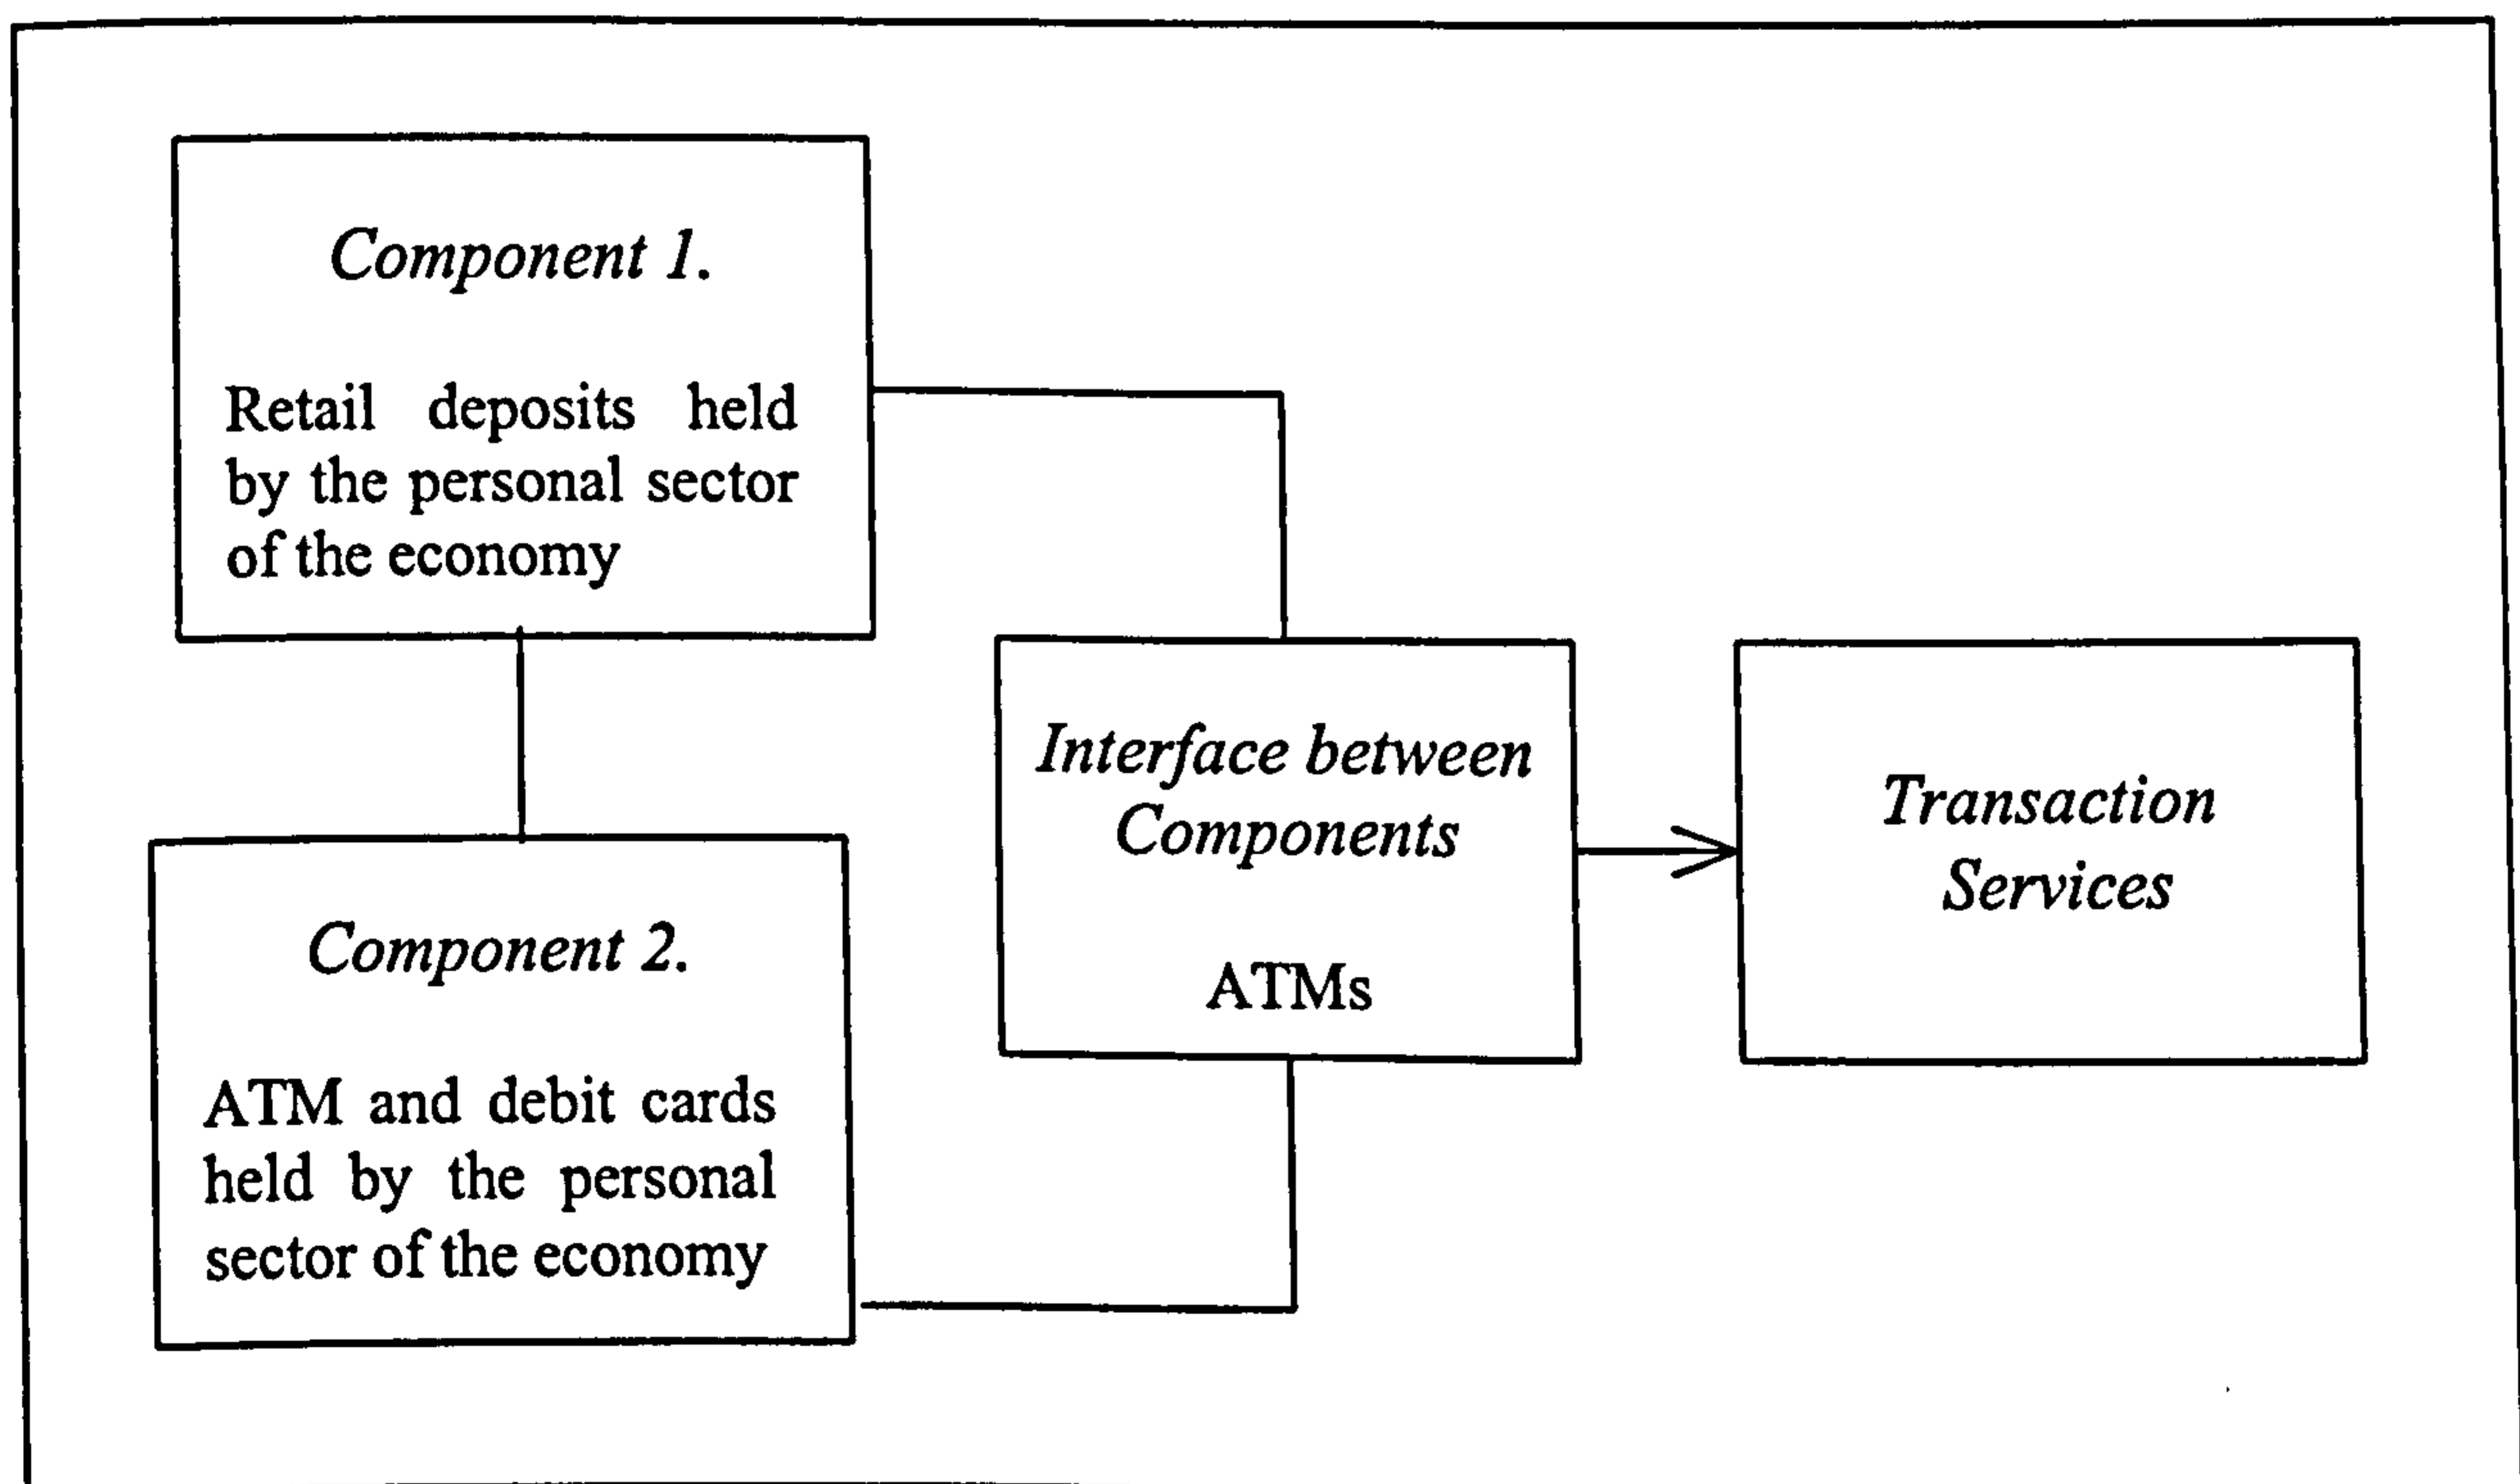 Component 1.
Retail deposits held
by the personal sector
of the economy
Interface between
Components
ATMs
Transaction
Services
Component 2.
ATM and debit cards
held by the personal
sector of the economy